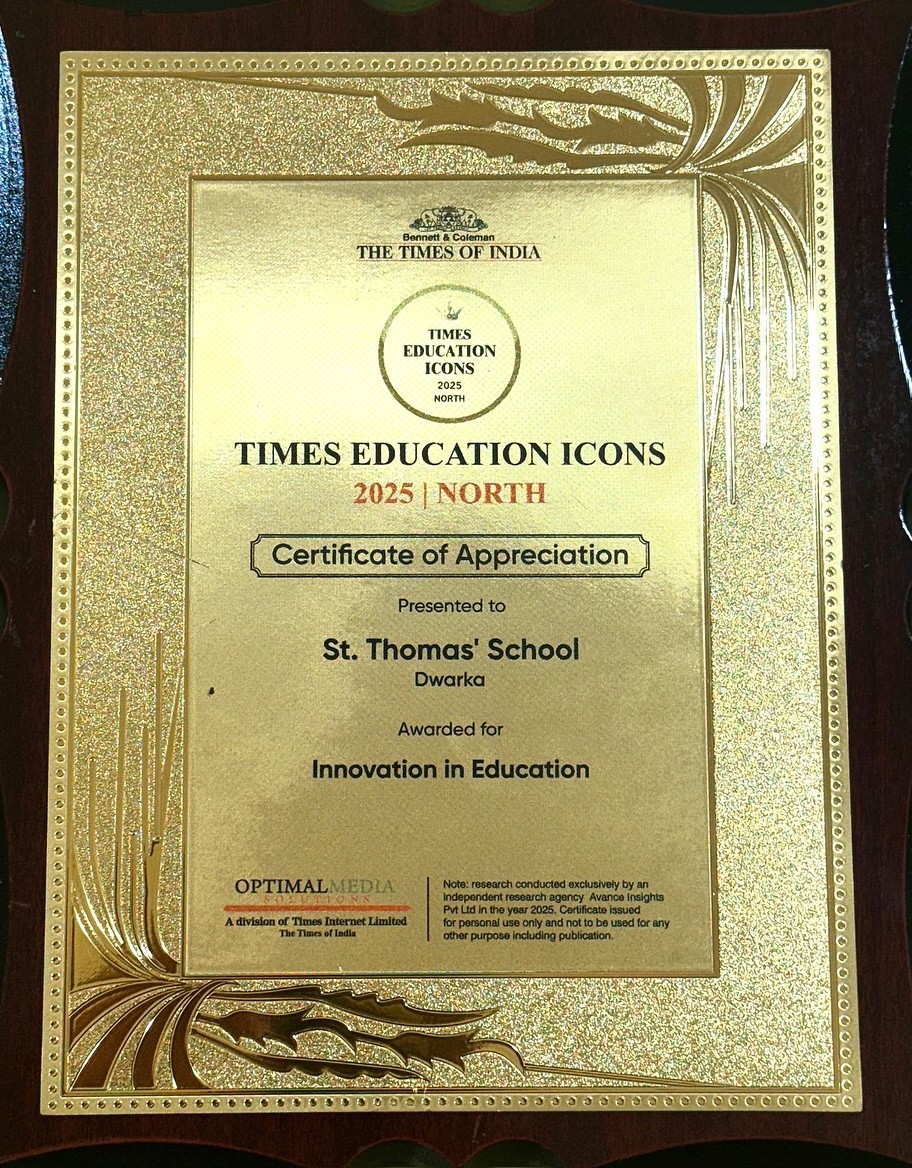 Bennett & Coleman
THE TIMES OF INDIA
TIMES
EDUCATION
ICONS
2025
NORTH
TIMES EDUCATION ICONS
2025 | NORTH
Certificate of Appreciation
Presented to
St. Thomas' School
Dwarka
Awarded for
Innovation in Education
OPTIMALMEDIA
SOLUTIONS
A division of Times Internet Limited
The Times of India
Note: research conducted exclusively by an
independent research agency Avance Insights
Pvt Ltd in the year 2025. Certificate issued
for personal use only and not to be used for any
other purpose including publication.